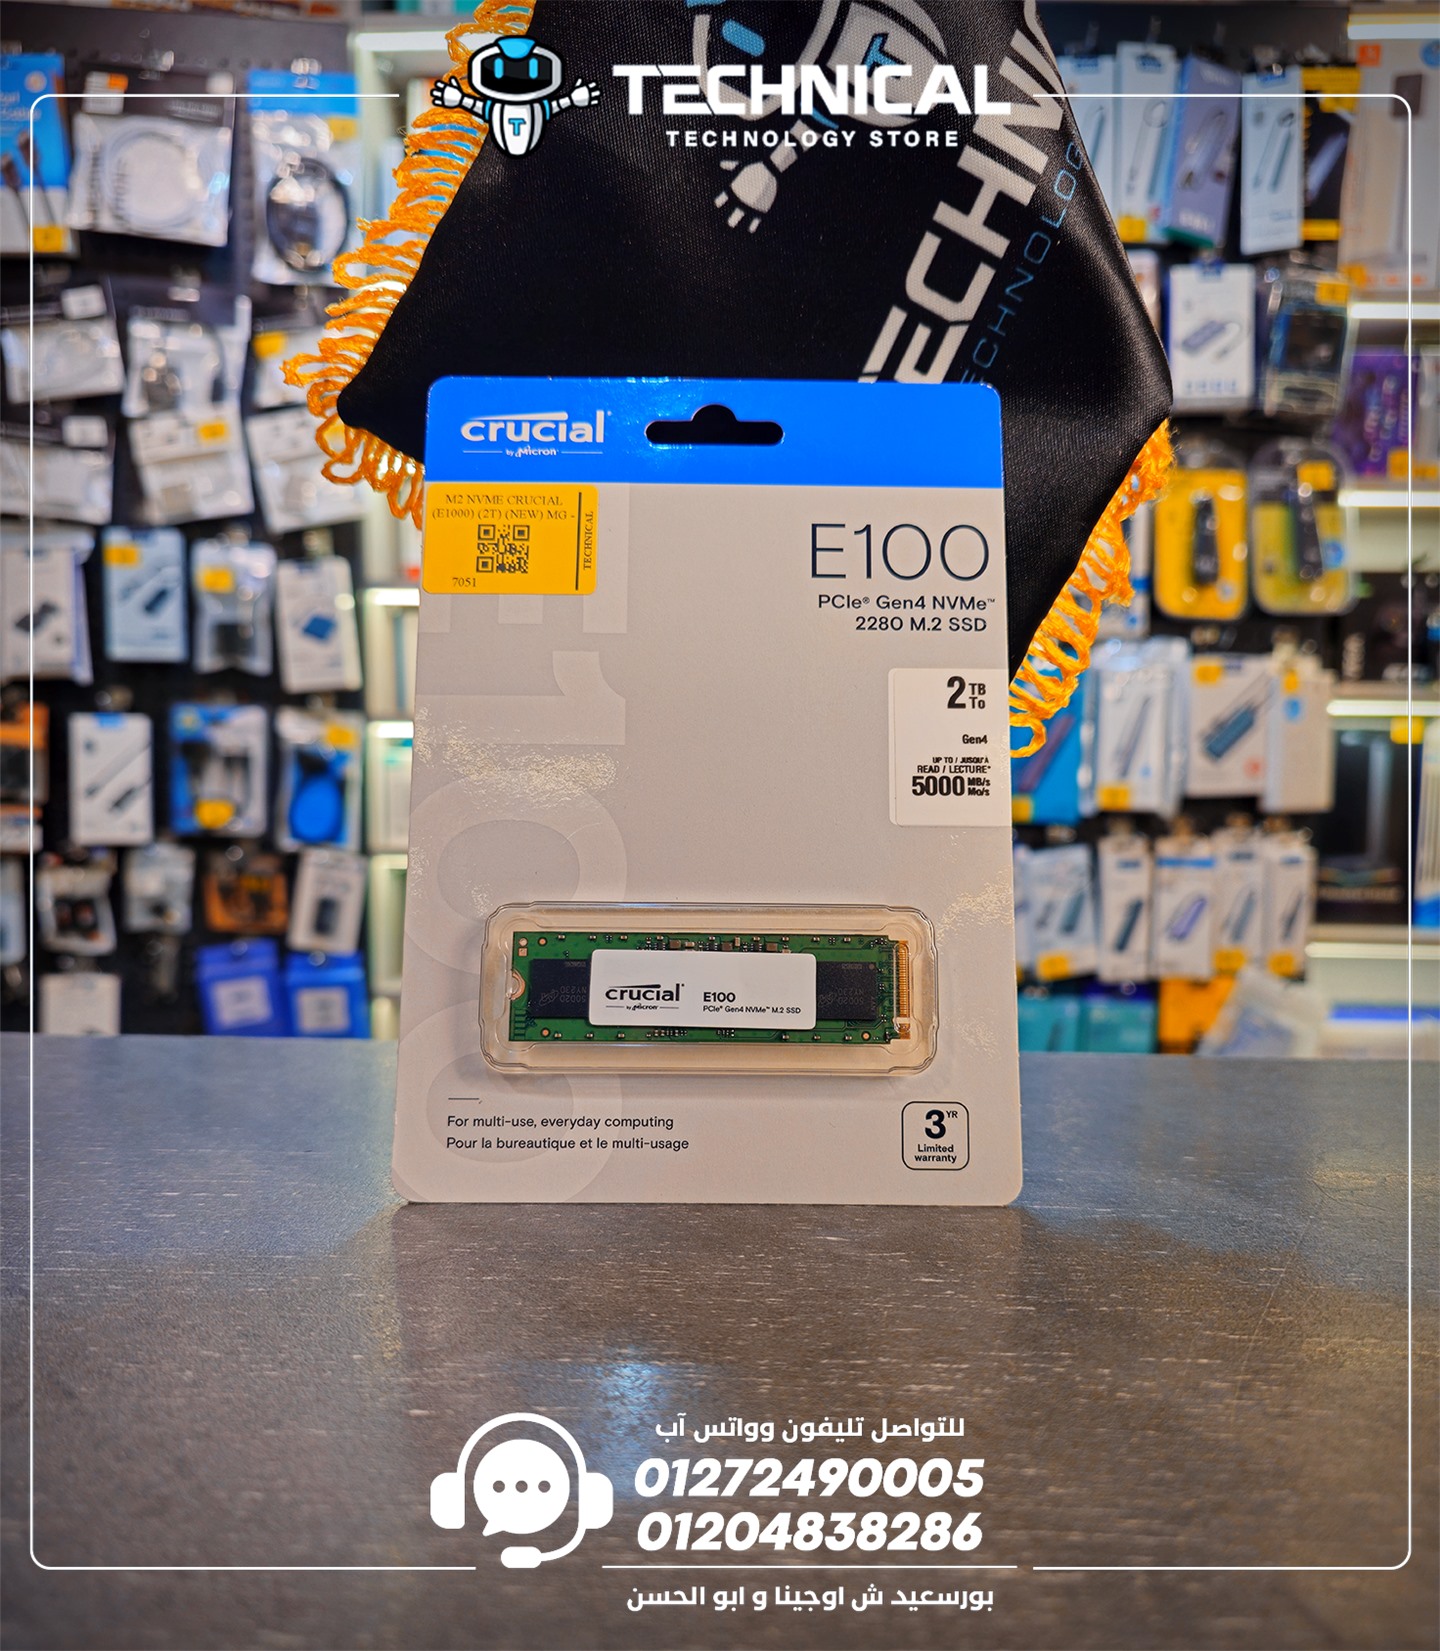 TECHNICAL
TECHNOLOGY STORE
crucial
by Micron
M2 NVME CRUCIAL
(E1000) (2T) (NEW) MG -
TECHNICAL
7051
E100
PCIe® Gen4 NVMe™
2280 M.2 SSD
2 TB
To
Gen4
UP TO / JUSQU'À
READ / LECTURE*
5000 MB/s
Mo/s
crucial
by Micron
E100
PCIe® Gen4 NVMe™ M.2 SSD
For multi-use, everyday computing
Pour la bureautique et le multi-usage
3 YR
Limited
warranty
للتواصل تليفون وواتس آب
01272490005
01204838286
بورسعيد ش اوجينا و ابو الحسن